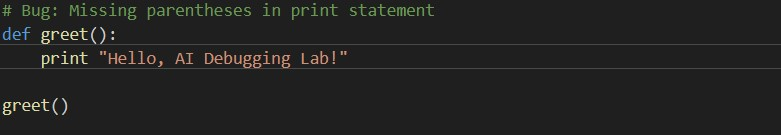 # Bug: Missing parentheses in print statement
def greet():
    print "Hello, AI Debugging Lab!"
greet()